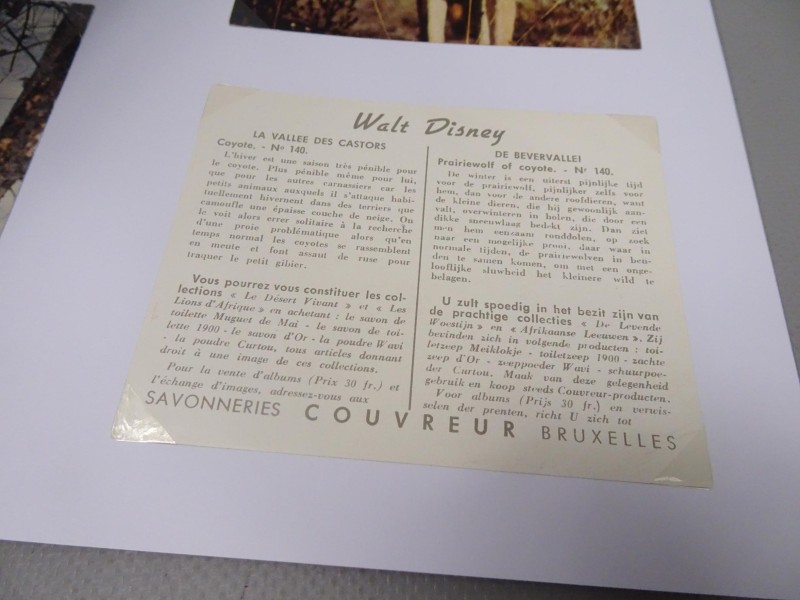 Walt Disney
LA VALLEE DES CASTORS
Coyote. - N° 140.
L'hiver est une saison très pénible pour
le coyote. Plus pénible même pour lui,
que pour les autres carnassiers car les
petits animaux auxquels il s'attaque habi-
tuellement hivernent dans des terriers que
camoufle une épaisse couche de neige. On
le voit alors errer solitaire à la recherche
d'une proie problématique alors qu'en
temps normal les coyotes se rassemblent
en meute et font assaut de ruse pour
traquer le petit gibier.
Vous pourrez vous constituer les col-
lections « Le Désert Vivant » et « Les
Lions d'Afrique » en achetant : le savon de
toilette Muguet de Mai - le savon de toi-
lette 1900 - le savon d'Or - la poudre Wavi
- la poudre Curtou, tous articles donnant
droit à une image de ces collections.
Pour la vente d'albums (Prix 30 fr.) et
l'échange d'images, adressez-vous aux
DE BEVERVALLEI
Prairiewolf of coyote. - N° 140.
De winter is een uiterst pijnlijke tijd
voor de prairiewolf, pijnlijker zelfs voor
hem, dan voor de andere roofdieren, want
de kleine dieren, die hij gewoonlijk aan-
valt, overwinteren in holen, die door een
dikke sneeuwlaag bedekt zijn. Dan ziet
men hem eenzaam ronddolen, op zoek
naar een mogelijke prooi, daar waar in
normale tijden, de prairiewolven in ben-
den te samen komen, om met een onge-
looflijke sluwheid het kleinere wild te
belagen.
U zult spoedig in het bezit zijn van
de prachtige collecties « De Levende
Woestijn » en « Afrikaanse Leeuwen ». Zij
bevinden zich in volgende producten : toi-
letzeep Meiklokje - toiletzeep 1900 - zachte
zeep d'Or - zeeppoeder Wavi - schuurpoe-
der Curtou. Maak van deze gelegenheid
gebruik en koop steeds Couvreur-producten.
Voor albums (Prijs 30 fr.) en verwis-
selen der prenten, richt U zich tot
SAVONNERIES COUVREUR BRUXELLES